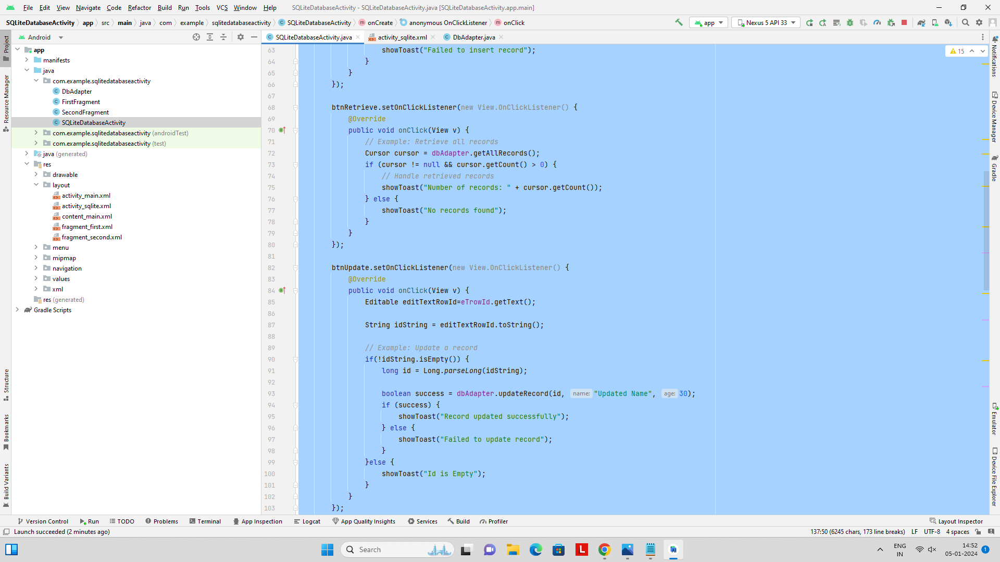 File Edit View Navigate Code Refactor Build Run Tools VCS Window Help SQLiteDatabaseActivity - SQLiteDatabaseActivity.java [SQLiteDatabaseActivity.app.main]
SQLiteDatabaseActivity app src main java com example sqlitedatabaseactivity SQLiteDatabaseActivity onCreate anonymous OnClickListener onClick app Nexus 5 API 33
Android
SQLiteDatabaseActivity.java activity_sqlite.xml DbAdapter.java
Project
Resource Manager
Structure
Bookmarks
Build Variants
app
manifests
java
com.example.sqlitedatabaseactivity
DbAdapter
FirstFragment
SecondFragment
SQLiteDatabaseActivity
com.example.sqlitedatabaseactivity (androidTest)
com.example.sqlitedatabaseactivity (test)
java (generated)
res
drawable
layout
activity_main.xml
activity_sqlite.xml
content_main.xml
fragment_first.xml
fragment_second.xml
menu
mipmap
navigation
values
xml
res (generated)
Gradle Scripts
15
63 showToast("Failed to insert record");
64 }
65 }
66 });
67
68 btnRetrieve.setOnClickListener(new View.OnClickListener() {
69 @Override
70 public void onClick(View v) {
71 // Example: Retrieve all records
72 Cursor cursor = dbAdapter.getAllRecords();
73 if (cursor != null && cursor.getCount() > 0) {
74 // Handle retrieved records
75 showToast("Number of records: " + cursor.getCount());
76 } else {
77 showToast("No records found");
78 }
79 }
80 });
81
82 btnUpdate.setOnClickListener(new View.OnClickListener() {
83 @Override
84 public void onClick(View v) {
85 Editable editTextRowId=eTrowId.getText();
86
87 String idString = editTextRowId.toString();
88
89 // Example: Update a record
90 if(!idString.isEmpty()) {
91 long id = Long.parseLong(idString);
92
93 boolean success = dbAdapter.updateRecord(id, name: "Updated Name", age: 30);
94 if (success) {
95 showToast("Record updated successfully");
96 } else {
97 showToast("Failed to update record");
98 }
99 }else {
100 showToast("Id is Empty");
101 }
102 }
103 });
Notifications
Device Manager
Gradle
Emulator
Device File Explorer
Version Control Run TODO Problems Terminal App Inspection Logcat App Quality Insights Services Build Profiler Layout Inspector
Launch succeeded (2 minutes ago) 137:50 (6245 chars, 173 line breaks) LF UTF-8 4 spaces
Search
ENG
IN
14:52
05-01-2024
1